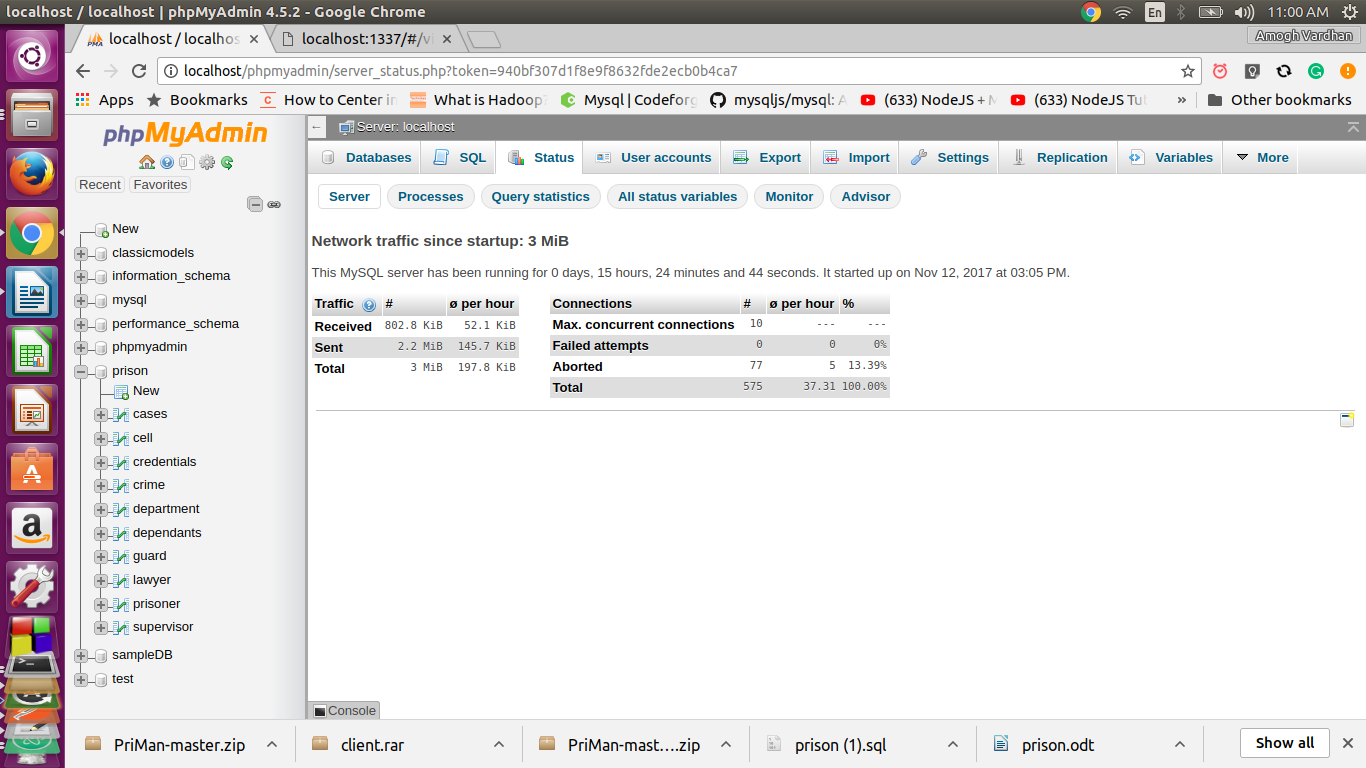 localhost / localhost | phpMyAdmin 4.5.2 - Google Chrome
En
11:00 AM
PMA
localhost / localhos
localhost:1337/#/v
Amogh Vardhan
localhost/phpmyadmin/server_status.php?token=940bf307d1f8e9f8632fde2ecb0b4ca7
Apps
Bookmarks
How to Center in
What is Hadoop
Mysql | Codeforg
mysqljs/mysql: A
(633) NodeJS + M
(633) NodeJS Tu
»
Other bookmarks
phpMyAdmin
Recent
Favorites
New
classicmodels
information_schema
mysql
performance_schema
phpmyadmin
prison
New
cases
cell
credentials
crime
department
dependants
guard
lawyer
prisoner
supervisor
sampleDB
test
Server: localhost
Databases
SQL
Status
User accounts
Export
Import
Settings
Replication
Variables
More
Server
Processes
Query statistics
All status variables
Monitor
Advisor
Network traffic since startup: 3 MiB
This MySQL server has been running for 0 days, 15 hours, 24 minutes and 44 seconds. It started up on Nov 12, 2017 at 03:05 PM.
Traffic # ø per hour
Received 802.8 KiB 52.1 KiB
Sent 2.2 MiB 145.7 KiB
Total 3 MiB 197.8 KiB
Connections # ø per hour %
Max. concurrent connections 10 --- ---
Failed attempts 0 0 0%
Aborted 77 5 13.39%
Total 575 37.31 100.00%
Console
PriMan-master.zip
client.rar
PriMan-mast....zip
prison (1).sql
prison.odt
Show all